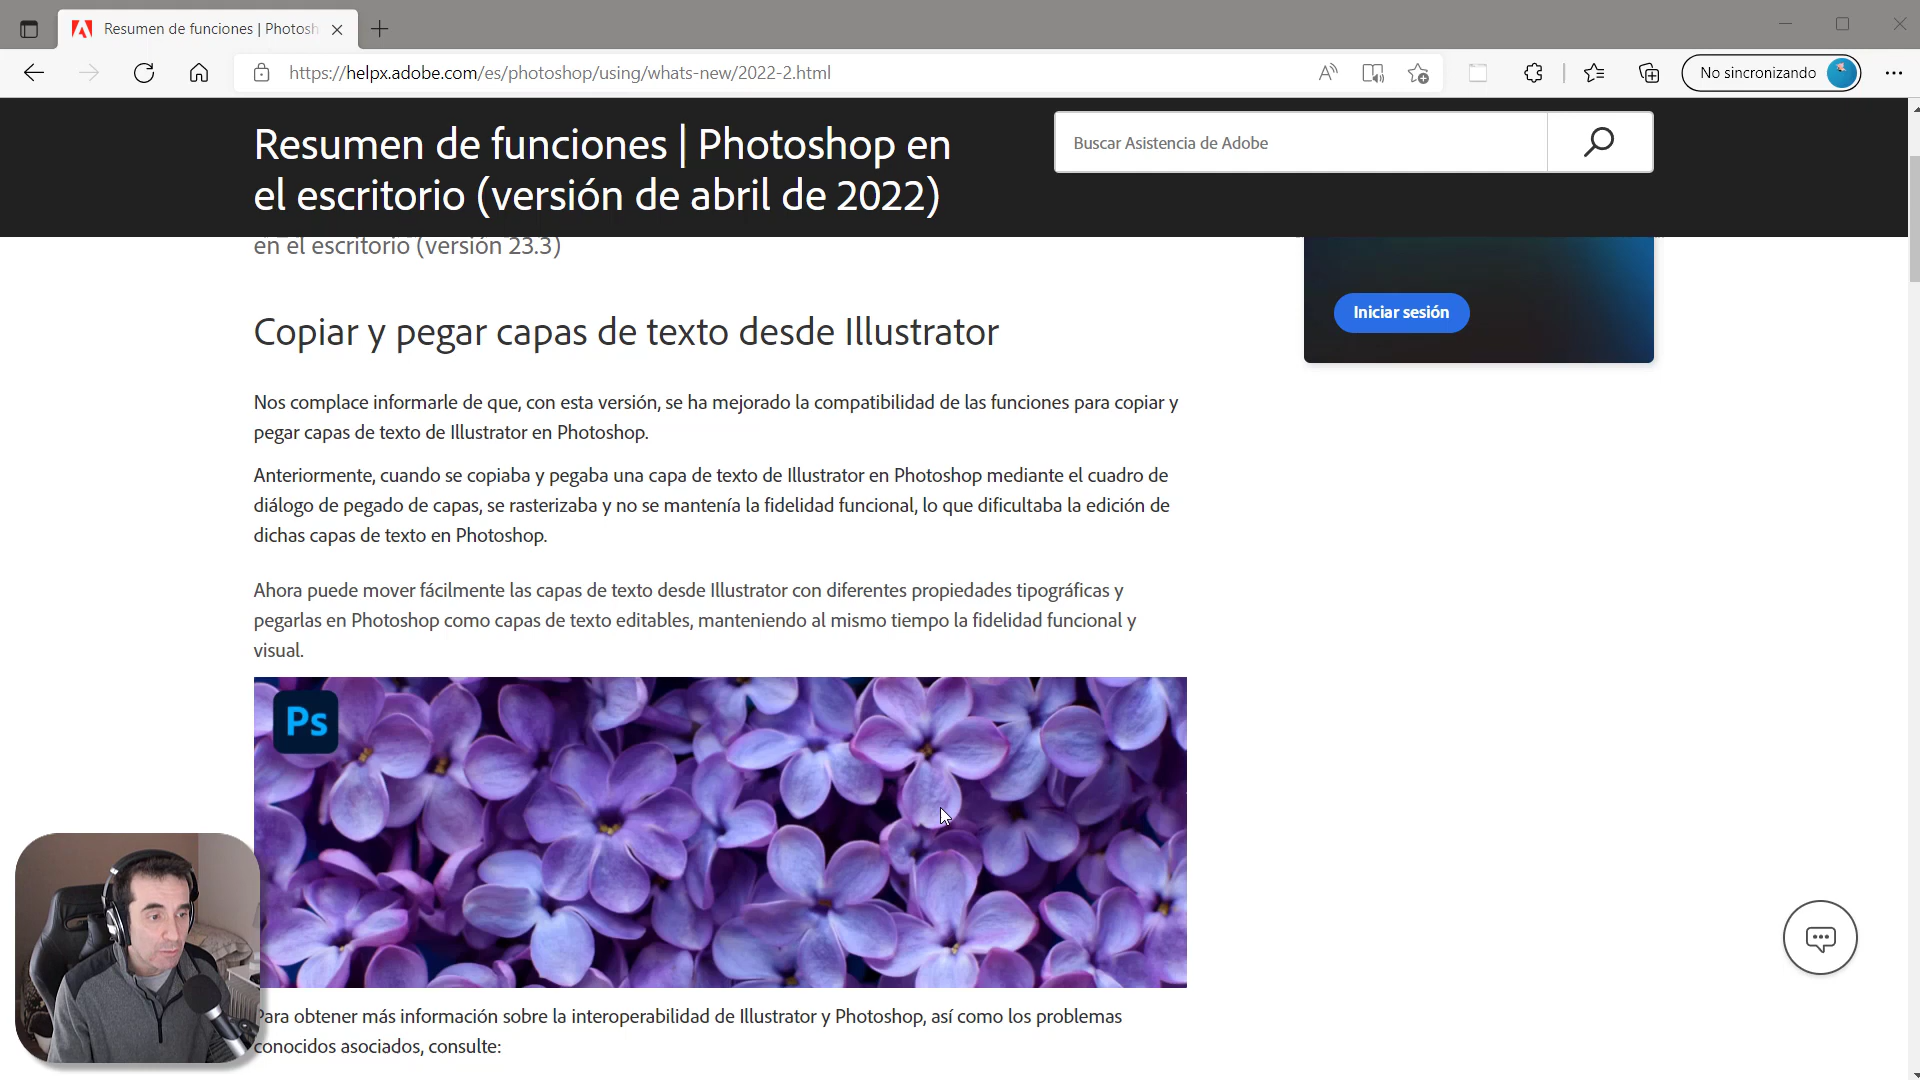 Resumen de funciones | Photosh
https://helpx.adobe.com/es/photoshop/using/whats-new/2022-2.html
No sincronizando
Resumen de funciones | Photoshop en
el escritorio (versión de abril de 2022)
Buscar Asistencia de Adobe
en el escritorio (versión 23.3)
Iniciar sesión
Copiar y pegar capas de texto desde Illustrator
Nos complace informarle de que, con esta versión, se ha mejorado la compatibilidad de las funciones para copiar y
pegar capas de texto de Illustrator en Photoshop.
Anteriormente, cuando se copiaba y pegaba una capa de texto de Illustrator en Photoshop mediante el cuadro de
diálogo de pegado de capas, se rasterizaba y no se mantenía la fidelidad funcional, lo que dificultaba la edición de
dichas capas de texto en Photoshop.
Ahora puede mover fácilmente las capas de texto desde Illustrator con diferentes propiedades tipográficas y
pegarlas en Photoshop como capas de texto editables, manteniendo al mismo tiempo la fidelidad funcional y
visual.
Ps
Para obtener más información sobre la interoperabilidad de Illustrator y Photoshop, así como los problemas
conocidos asociados, consulte: